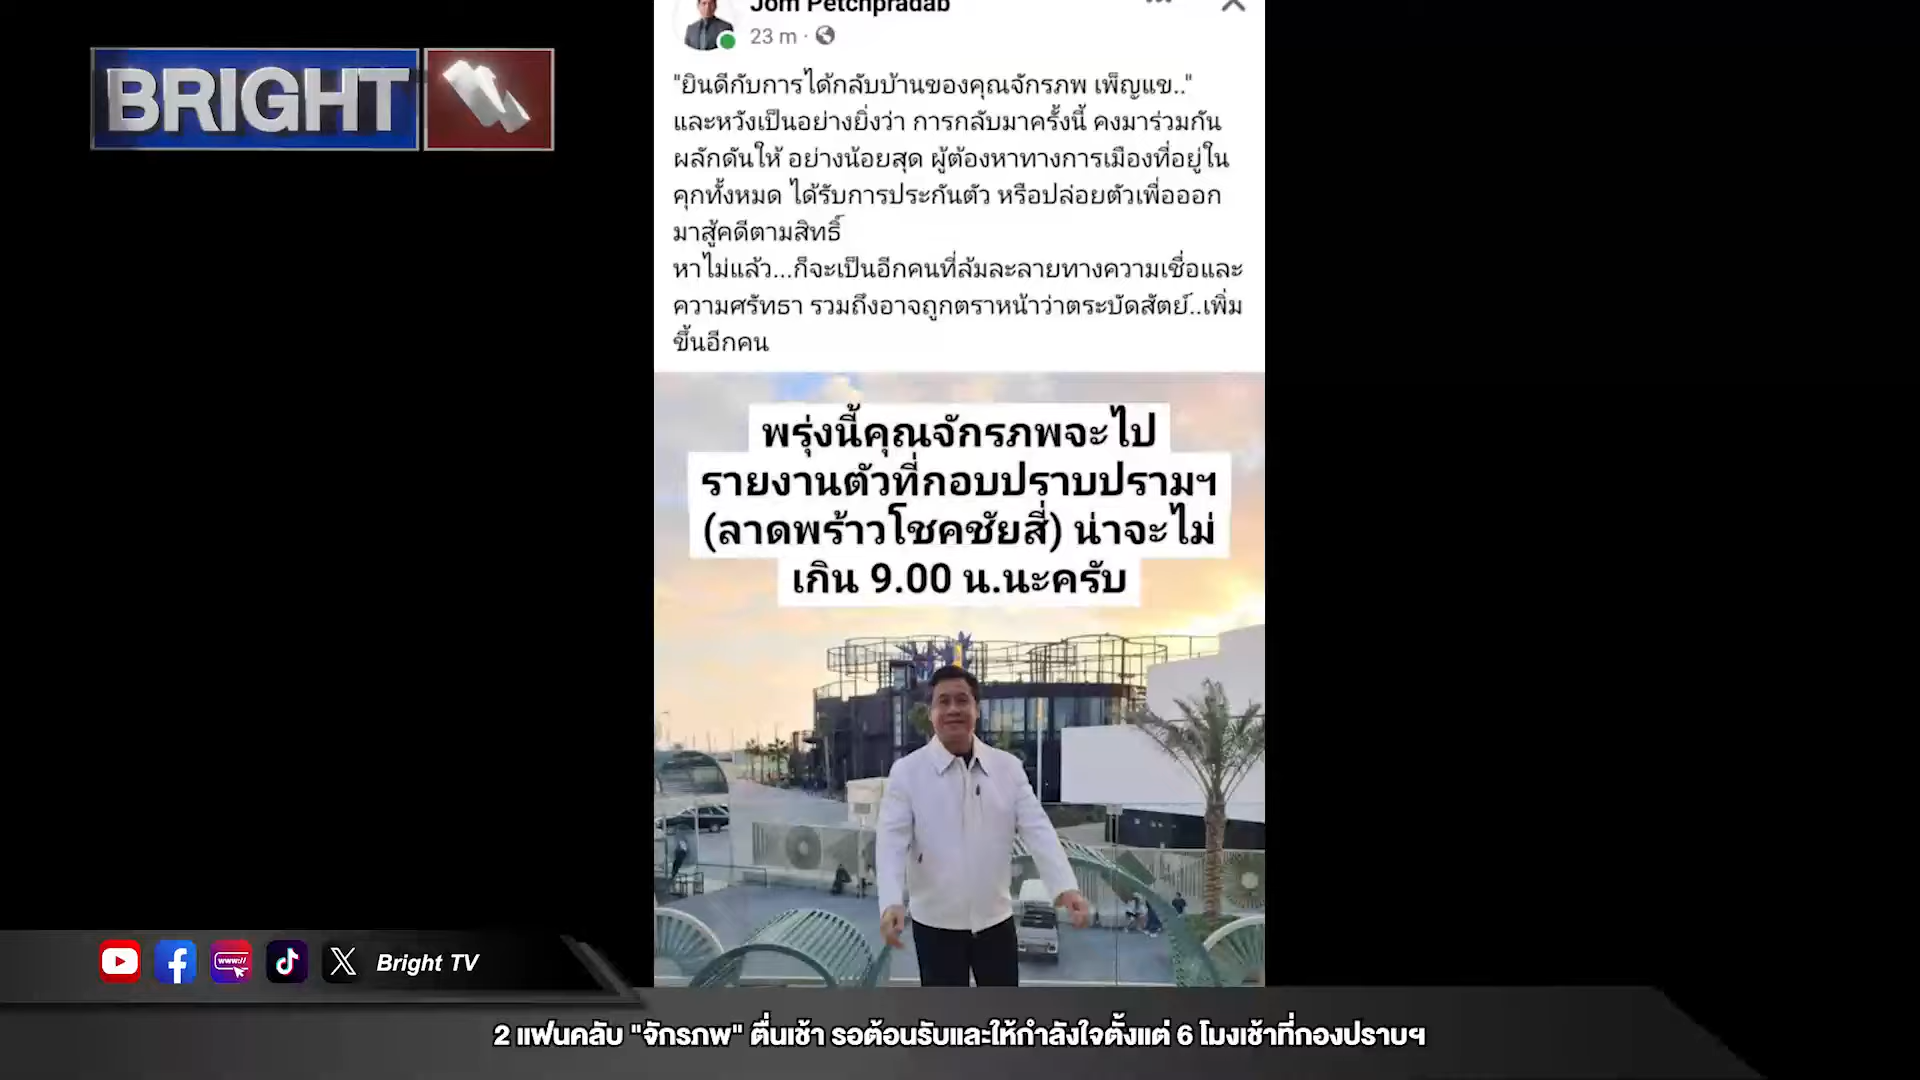 Jom Petchpradab
23 m
BRIGHT
"ยินดีกับการได้กลับบ้านของคุณจักรภพ เพ็ญแข.."
และหวังเป็นอย่างยิ่งว่า การกลับมาครั้งนี้ คงมาร่วมกัน
ผลักดันให้ อย่างน้อยสุด ผู้ต้องหาทางการเมืองที่อยู่ใน
คุกทั้งหมด ได้รับการประกันตัว หรือปล่อยตัวเพื่อออก
มาสู้คดีตามสิทธิ์
หาไม่แล้ว...ก็จะเป็นอีกคนที่ล้มละลายทางความเชื่อและ
ความศรัทธา รวมถึงอาจถูกตราหน้าว่าตระบัดสัตย์..เพิ่ม
ขึ้นอีกคน
พรุ่งนี้คุณจักรภพจะไป
รายงานตัวที่กอบปราบปรามฯ
(ลาดพร้าวโชคชัยสี่) น่าจะไม่
เกิน 9.00 น.นะครับ
www://
Bright TV
2 แฟนคลับ "จักรภพ" ตื่นเช้า รอต้อนรับและให้กำลังใจตั้งแต่ 6 โมงเช้าที่กองปราบฯ